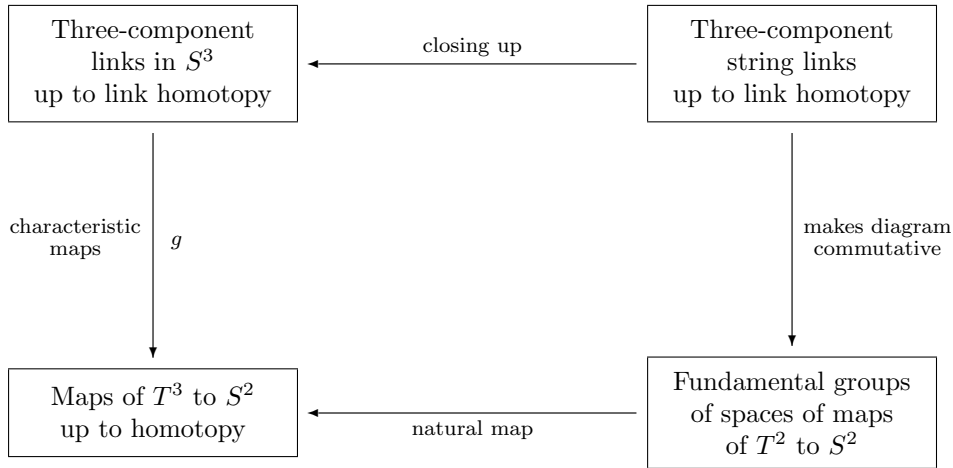 Three-component
links in S³
up to link homotopy
closing up
Three-component
string links
up to link homotopy
characteristic
maps
g
makes diagram
commutative
Maps of T³ to S²
up to homotopy
natural map
Fundamental groups
of spaces of maps
of T² to S²